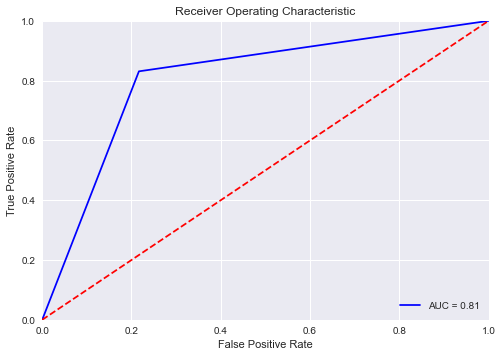 Receiver Operating Characteristic
1.0
0.8
0.6
0.4
0.2
0.0
True Positive Rate
AUC = 0.81
0.0 0.2 0.4 0.6 0.8 1.0
False Positive Rate